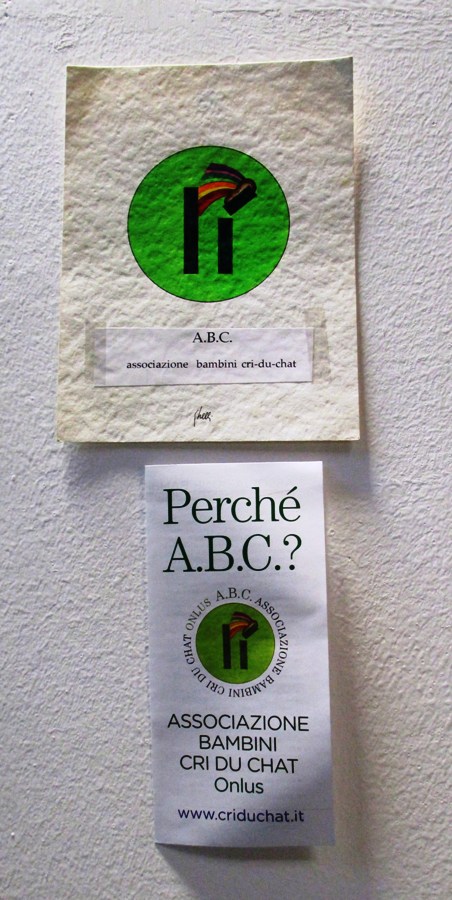 A.B.C.
associazione bambini cri-du-chat
Perché
A.B.C.?
A.B.C. ASSOCIAZIONE BAMBINI CRI DU CHAT ONLUS
ASSOCIAZIONE
BAMBINI
CRI DU CHAT
Onlus
www.criduchat.it